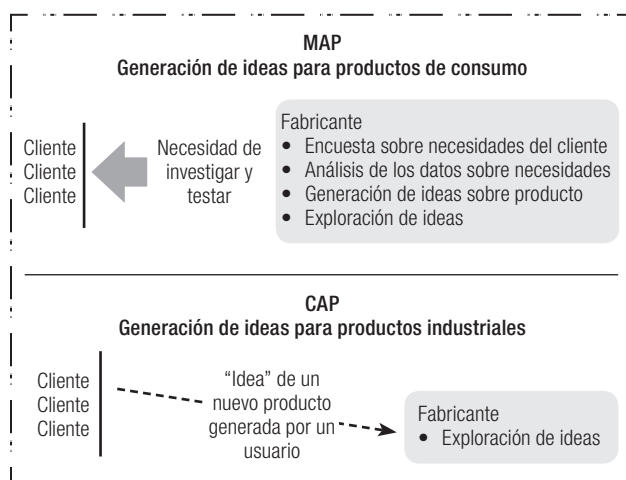 MAP
Generación de ideas para productos de consumo
Cliente
Cliente
Cliente
Necesidad de
investigar y
testar
Fabricante
• Encuesta sobre necesidades del cliente
• Análisis de los datos sobre necesidades
• Generación de ideas sobre producto
• Exploración de ideas
CAP
Generación de ideas para productos industriales
Cliente
Cliente
Cliente
“Idea” de un
nuevo producto
generada por un
usuario
Fabricante
• Exploración de ideas